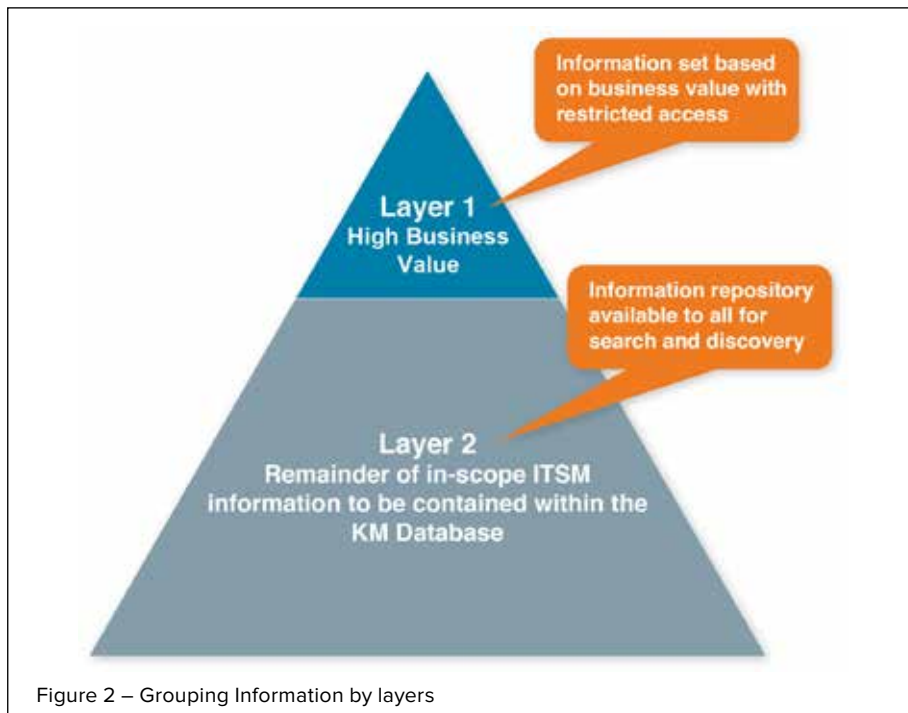 Information set based
on business value with
restricted access
Layer 1
High Business
Value
Information repository
available to all for
search and discovery
Layer 2
Remainder of in-scope ITSM
information to be contained within the
KM Database
Figure 2 – Grouping Information by layers